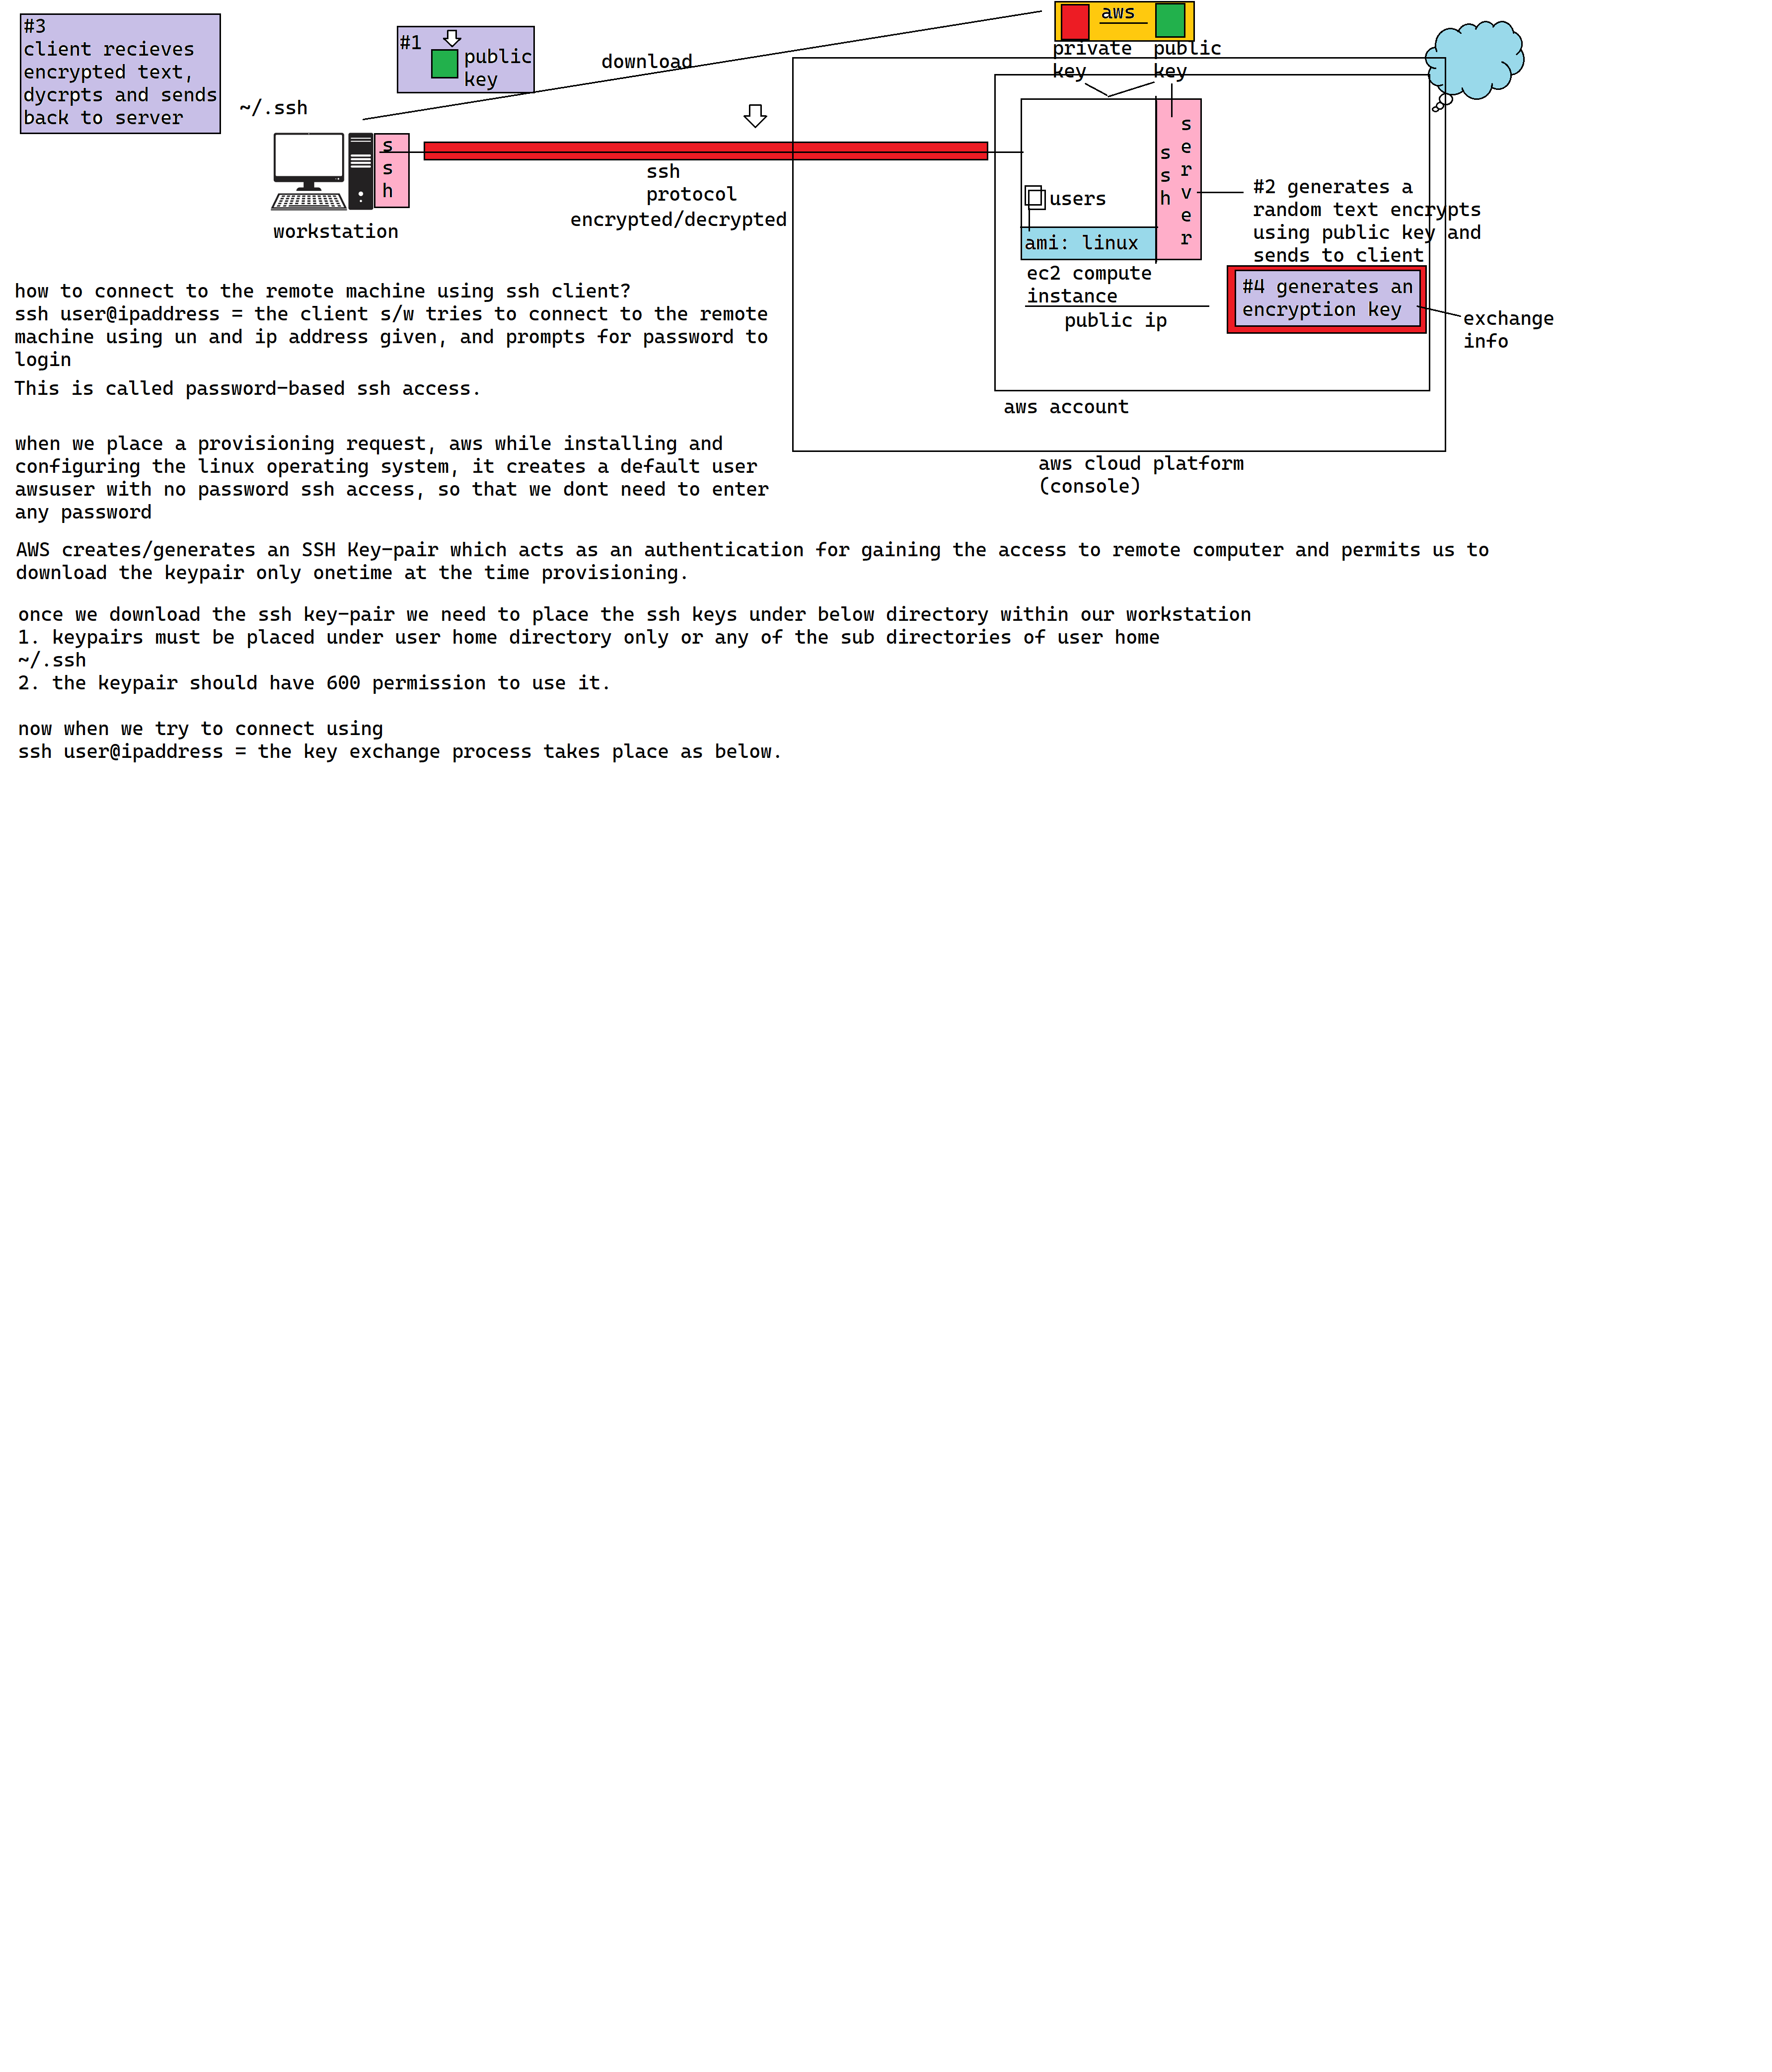 #3
client recieves
encrypted text,
dycrpts and sends
back to server
#1
public
key
download
aws
private
key
public
key
~/.ssh
s
s
h
workstation
ssh
protocol
encrypted/decrypted
users
ami: linux
s
s
h
s
e
r
v
e
r
ec2 compute
instance
public ip
#2 generates a
random text encrypts
using public key and
sends to client
#4 generates an
encryption key
exchange
info
aws account
aws cloud platform
(console)
how to connect to the remote machine using ssh client?
ssh user@ipaddress = the client s/w tries to connect to the remote
machine using un and ip address given, and prompts for password to
login
This is called password-based ssh access.
when we place a provisioning request, aws while installing and
configuring the linux operating system, it creates a default user
awsuser with no password ssh access, so that we dont need to enter
any password
AWS creates/generates an SSH Key-pair which acts as an authentication for gaining the access to remote computer and permits us to
download the keypair only onetime at the time provisioning.
once we download the ssh key-pair we need to place the ssh keys under below directory within our workstation
1. keypairs must be placed under user home directory only or any of the sub directories of user home
~/.ssh
2. the keypair should have 600 permission to use it.
now when we try to connect using
ssh user@ipaddress = the key exchange process takes place as below.